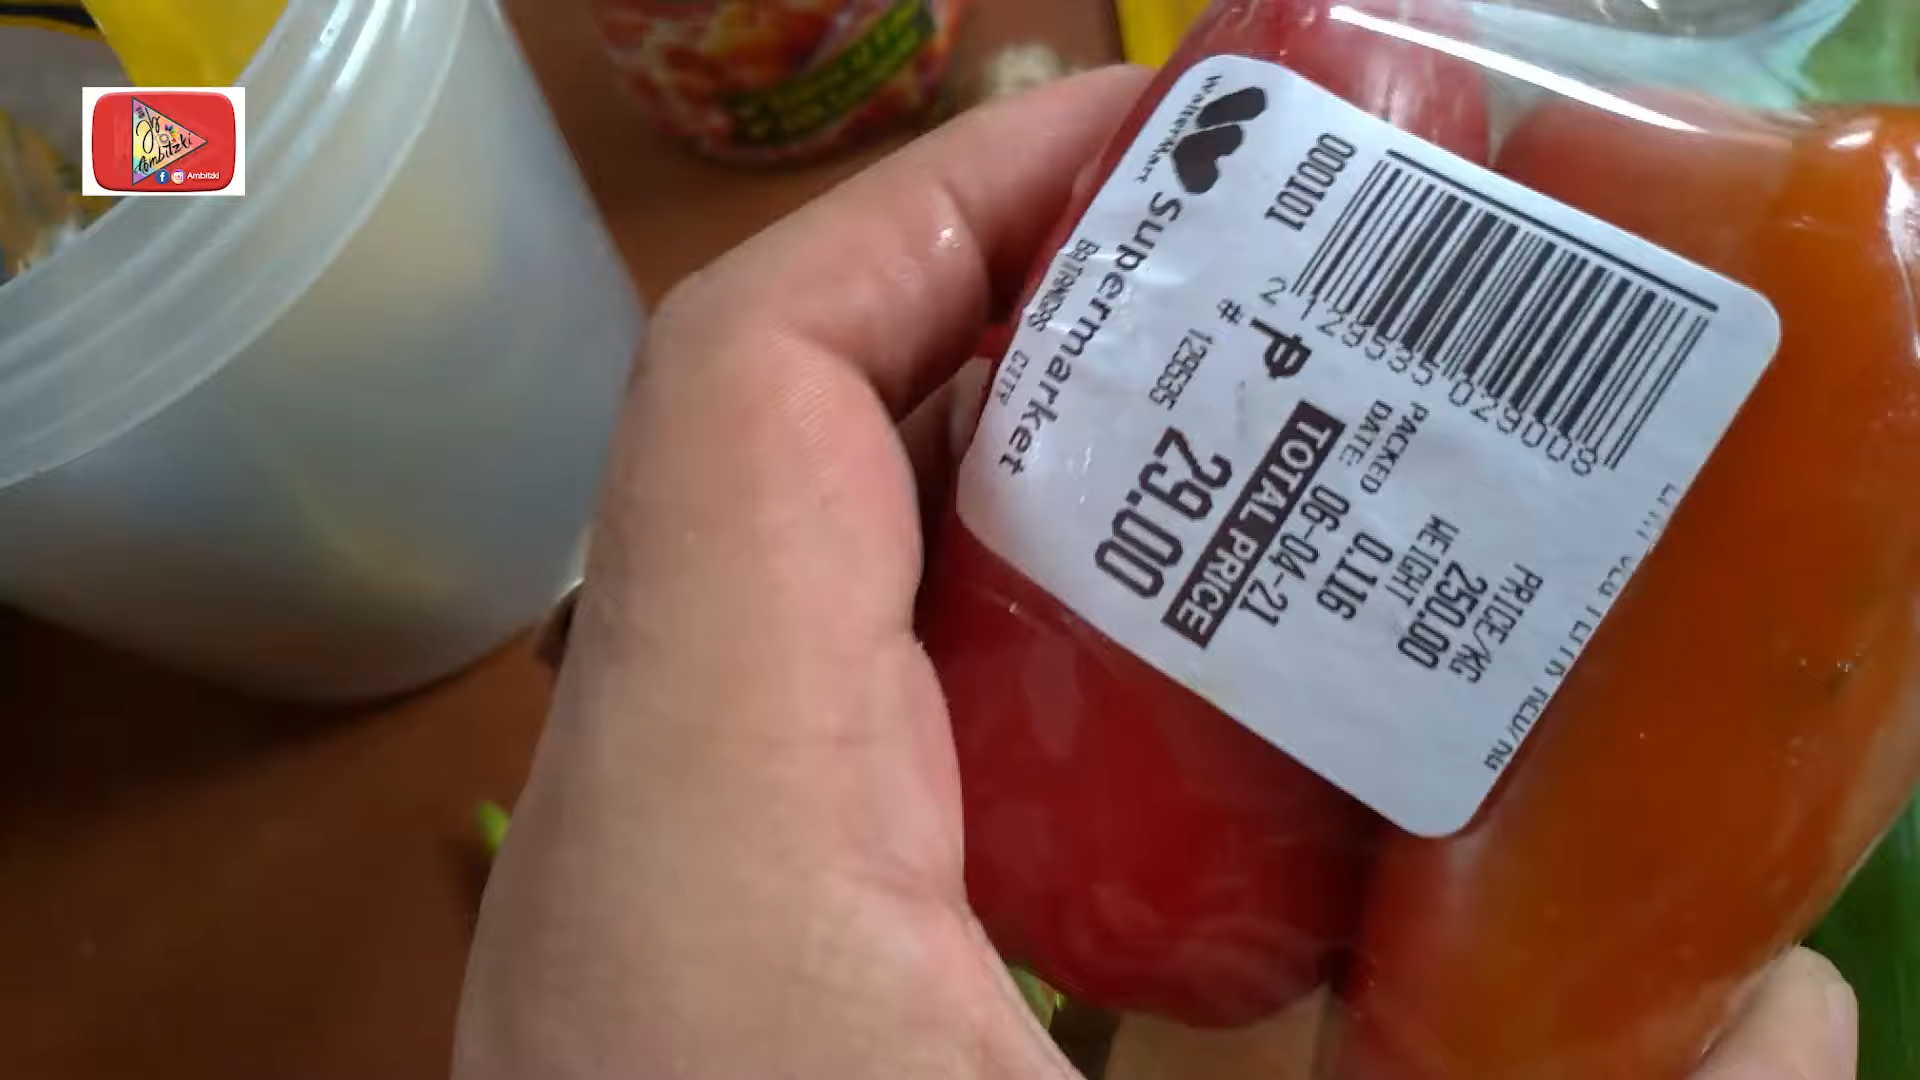 Jo
Ambitzki
WalterMart
Supermarket
BATANGAS CITY
000101
2 129535 029008
# 129535
₱ 29.00
TOTAL PRICE
PACKED
DATE: 06-04-21
WEIGHT
0.116
PRICE/KG
250.00